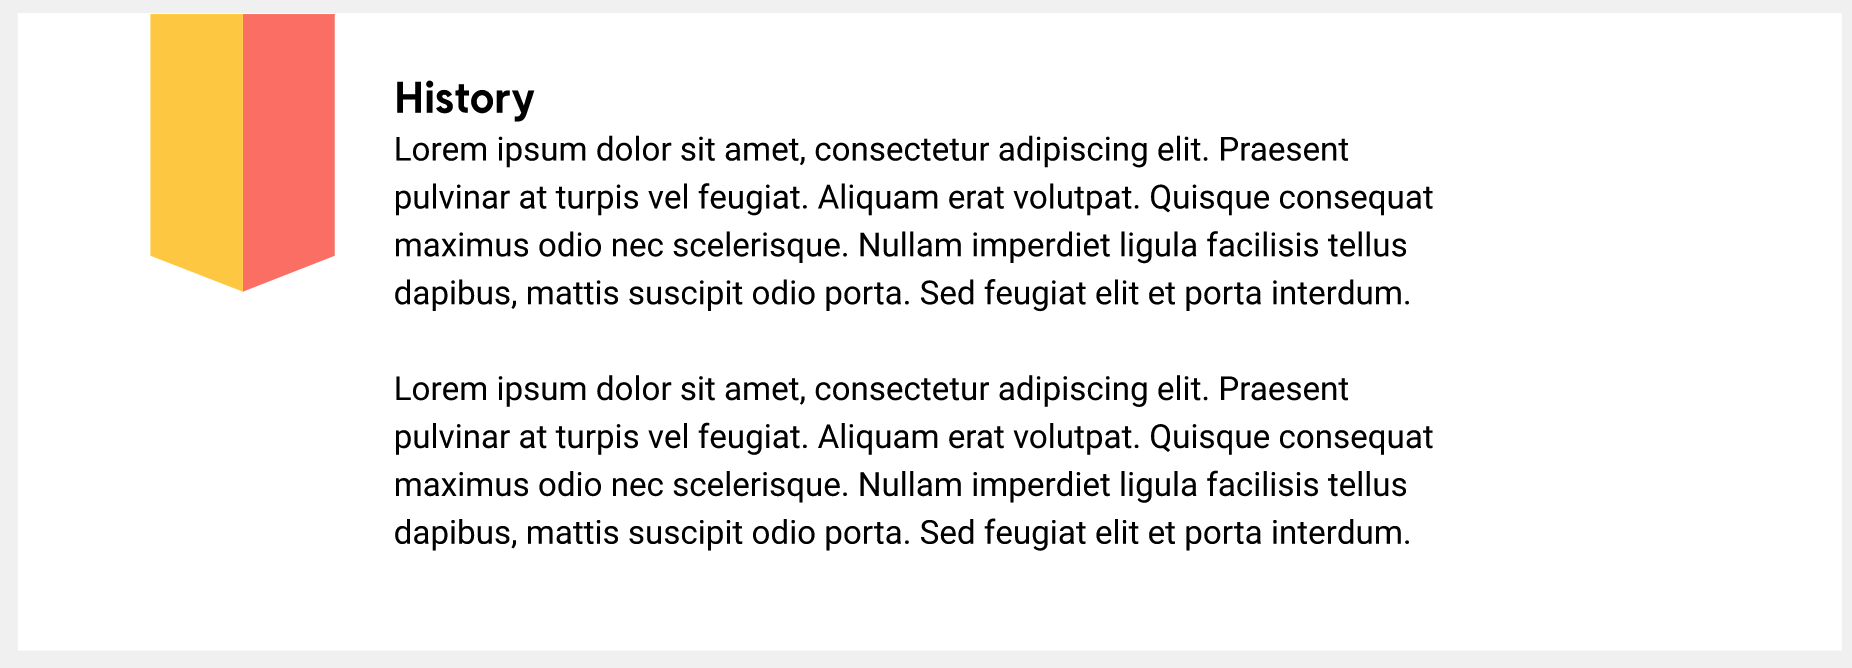 History
Lorem ipsum dolor sit amet, consectetur adipiscing elit. Praesent
pulvinar at turpis vel feugiat. Aliquam erat volutpat. Quisque consequat
maximus odio nec scelerisque. Nullam imperdiet ligula facilisis tellus
dapibus, mattis suscipit odio porta. Sed feugiat elit et porta interdum.
Lorem ipsum dolor sit amet, consectetur adipiscing elit. Praesent
pulvinar at turpis vel feugiat. Aliquam erat volutpat. Quisque consequat
maximus odio nec scelerisque. Nullam imperdiet ligula facilisis tellus
dapibus, mattis suscipit odio porta. Sed feugiat elit et porta interdum.